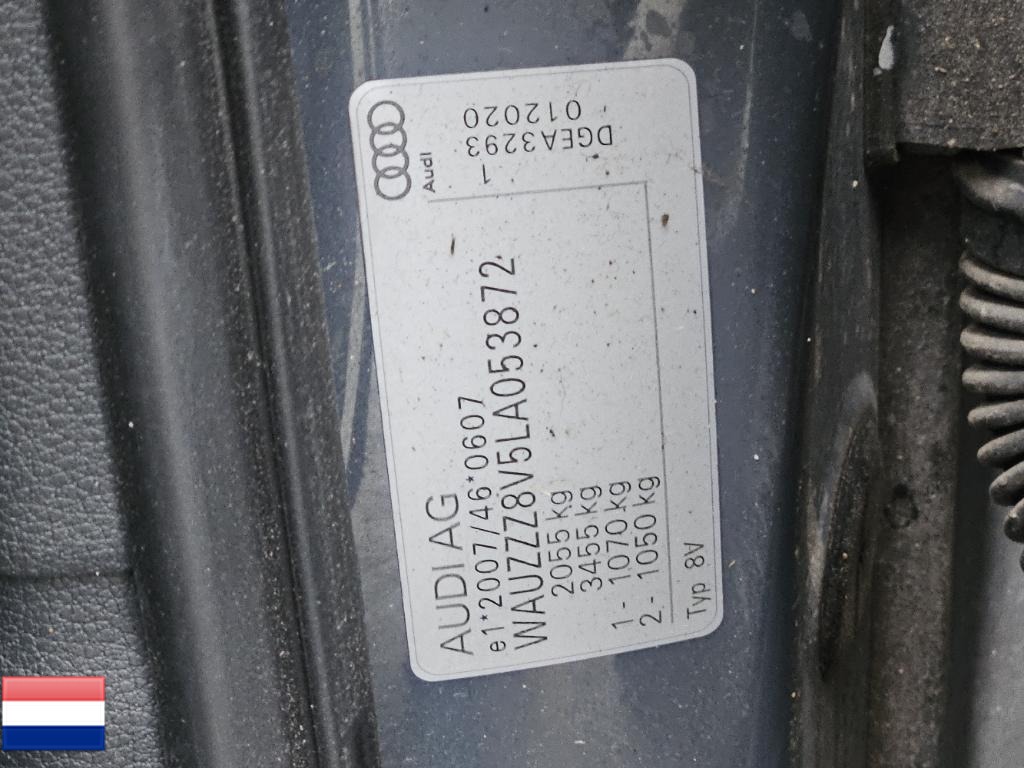 AUDI AG
e1*2007/46*0607
WAUZZZ8V5LA053872
2055 kg
3455 kg
1 - 1070 kg
2 - 1050 kg
Typ 8V
Audi
DGEA3293
012020